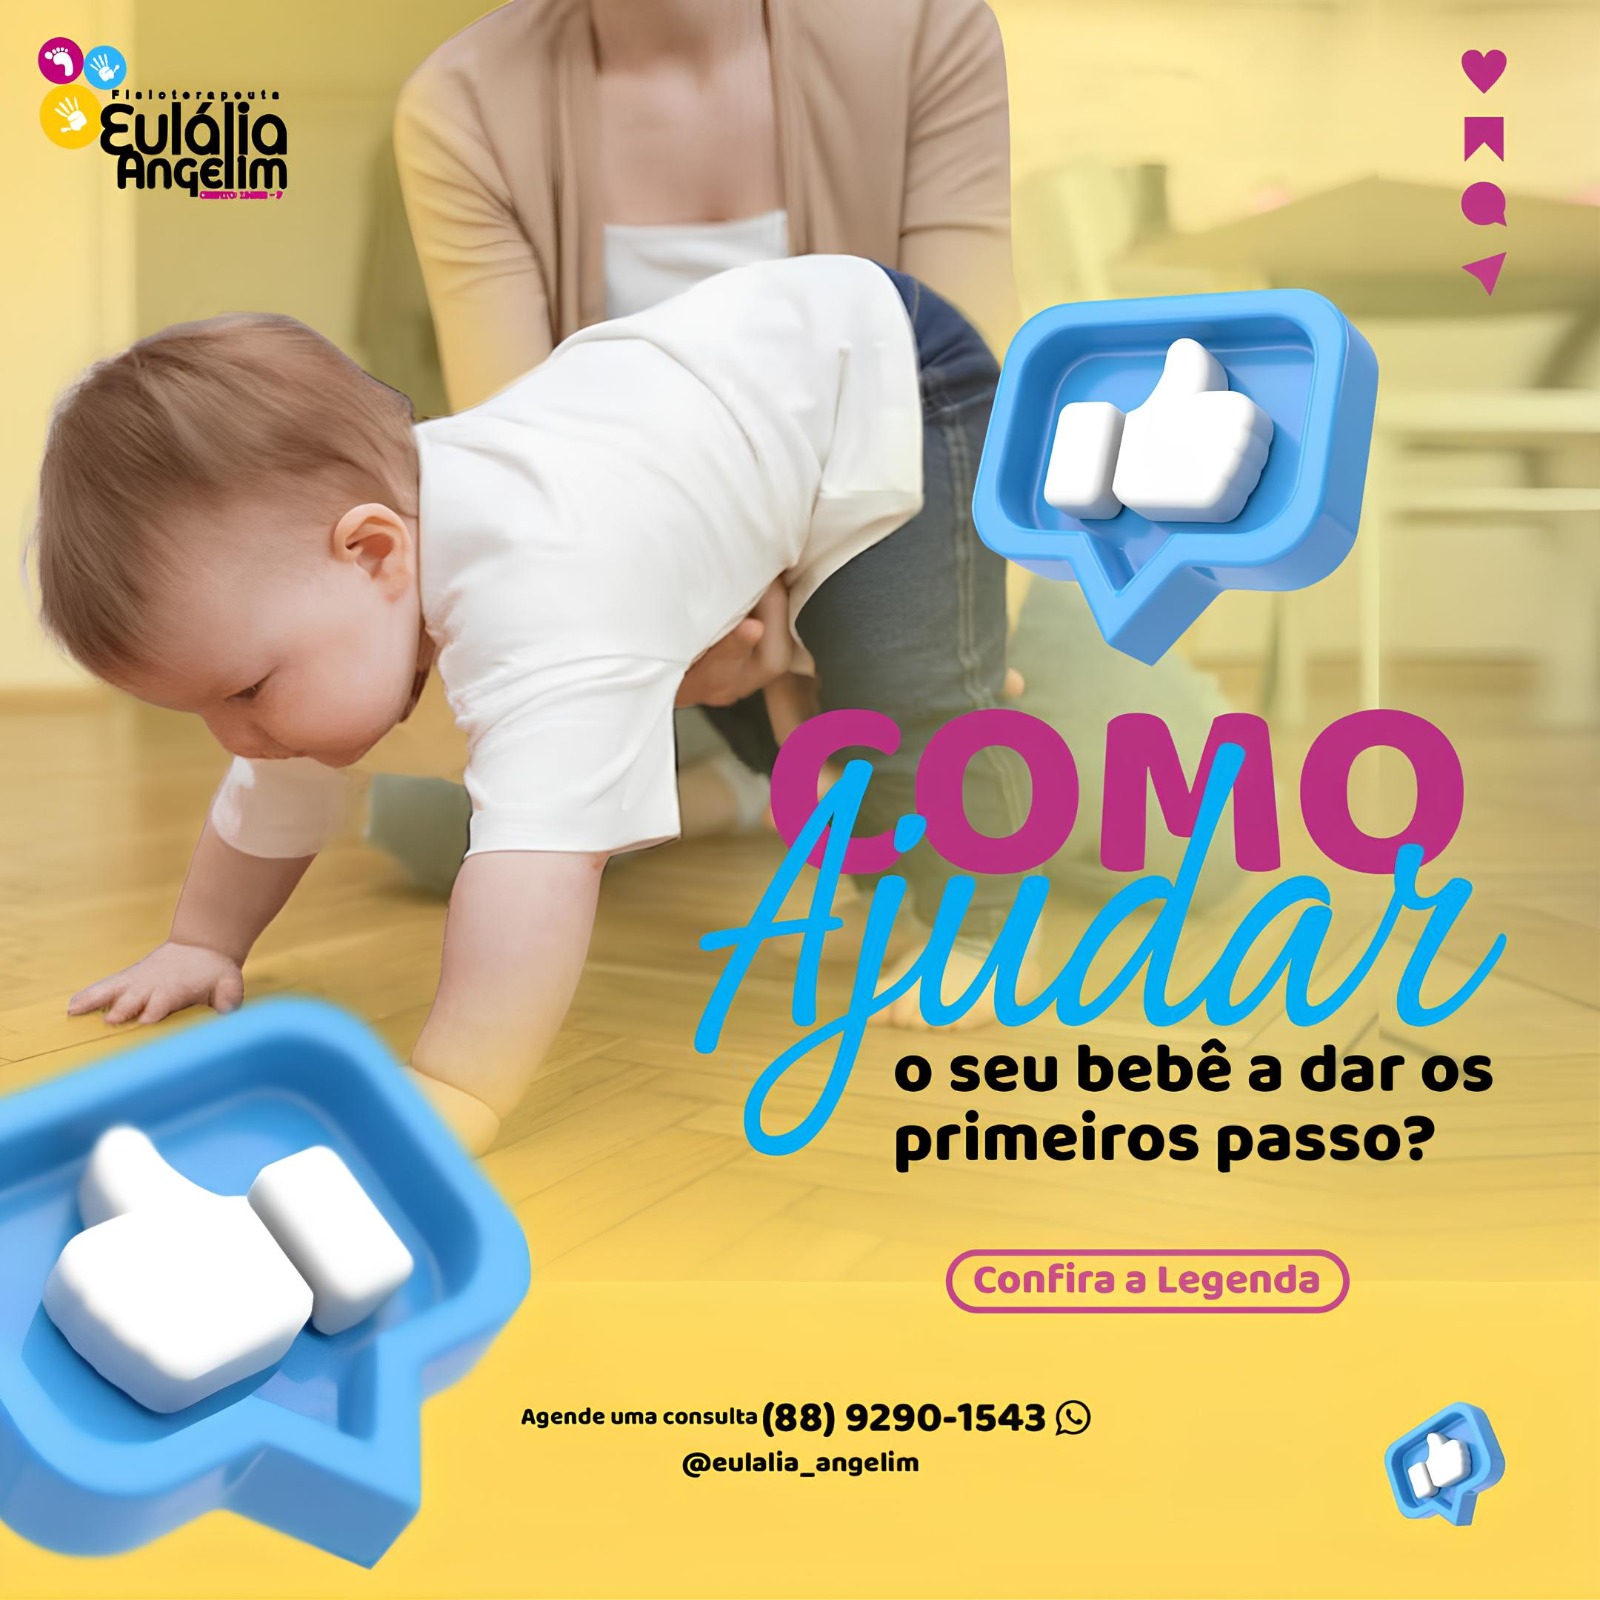 Fisioterapeuta
Eulália
Angelim
COMO
Ajudar
o seu bebê a dar os
primeiros passo?
Confira a Legenda
Agende uma consulta (88) 9290-1543
@eulalia_angelim